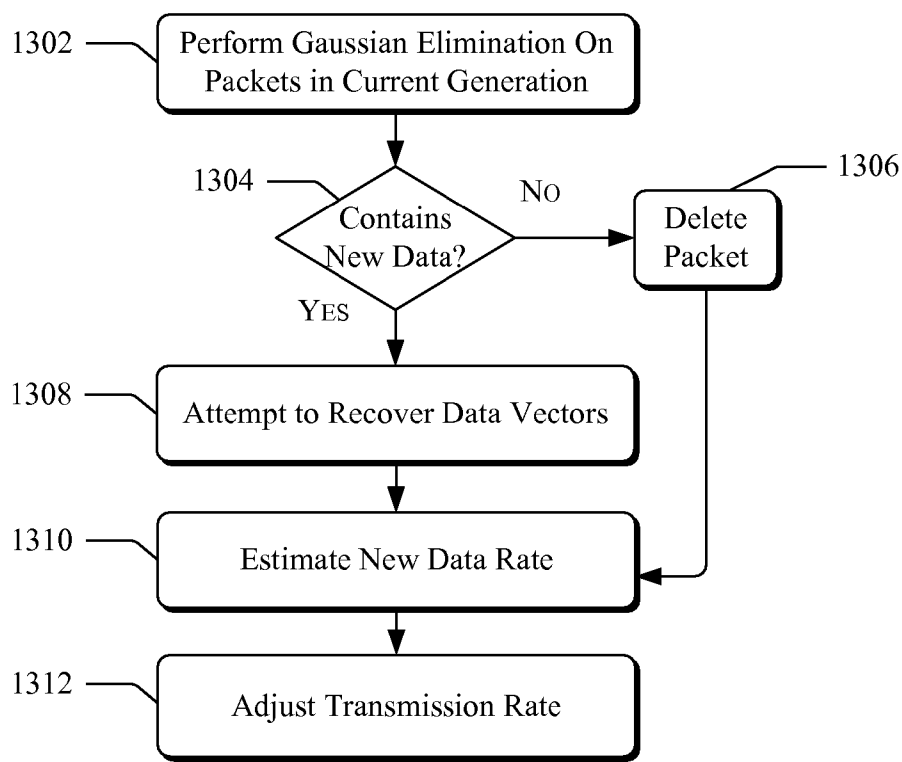 1302
Perform Gaussian Elimination On
Packets in Current Generation
1304
Contains
New Data?
NO
1306
Delete
Packet
YES
1308
Attempt to Recover Data Vectors
1310
Estimate New Data Rate
1312
Adjust Transmission Rate